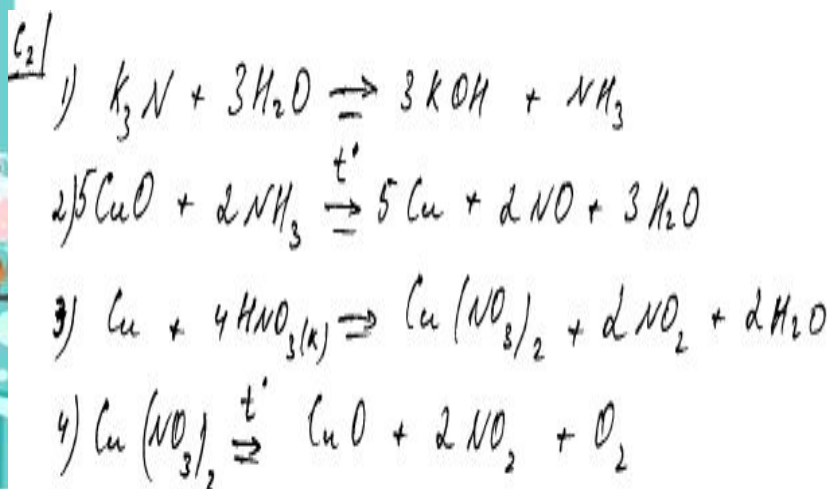 C₂
1) K₃N + 3H₂O → 3KOH + NH₃
2) 5CuO + 2NH₃ t° → 5Cu + 2NO + 3H₂O
3) Cu + 4HNO₃(к) → Cu(NO₃)₂ + 2NO₂ + 2H₂O
4) Cu(NO₃)₂ t° → CuO + 2NO₂ + O₂